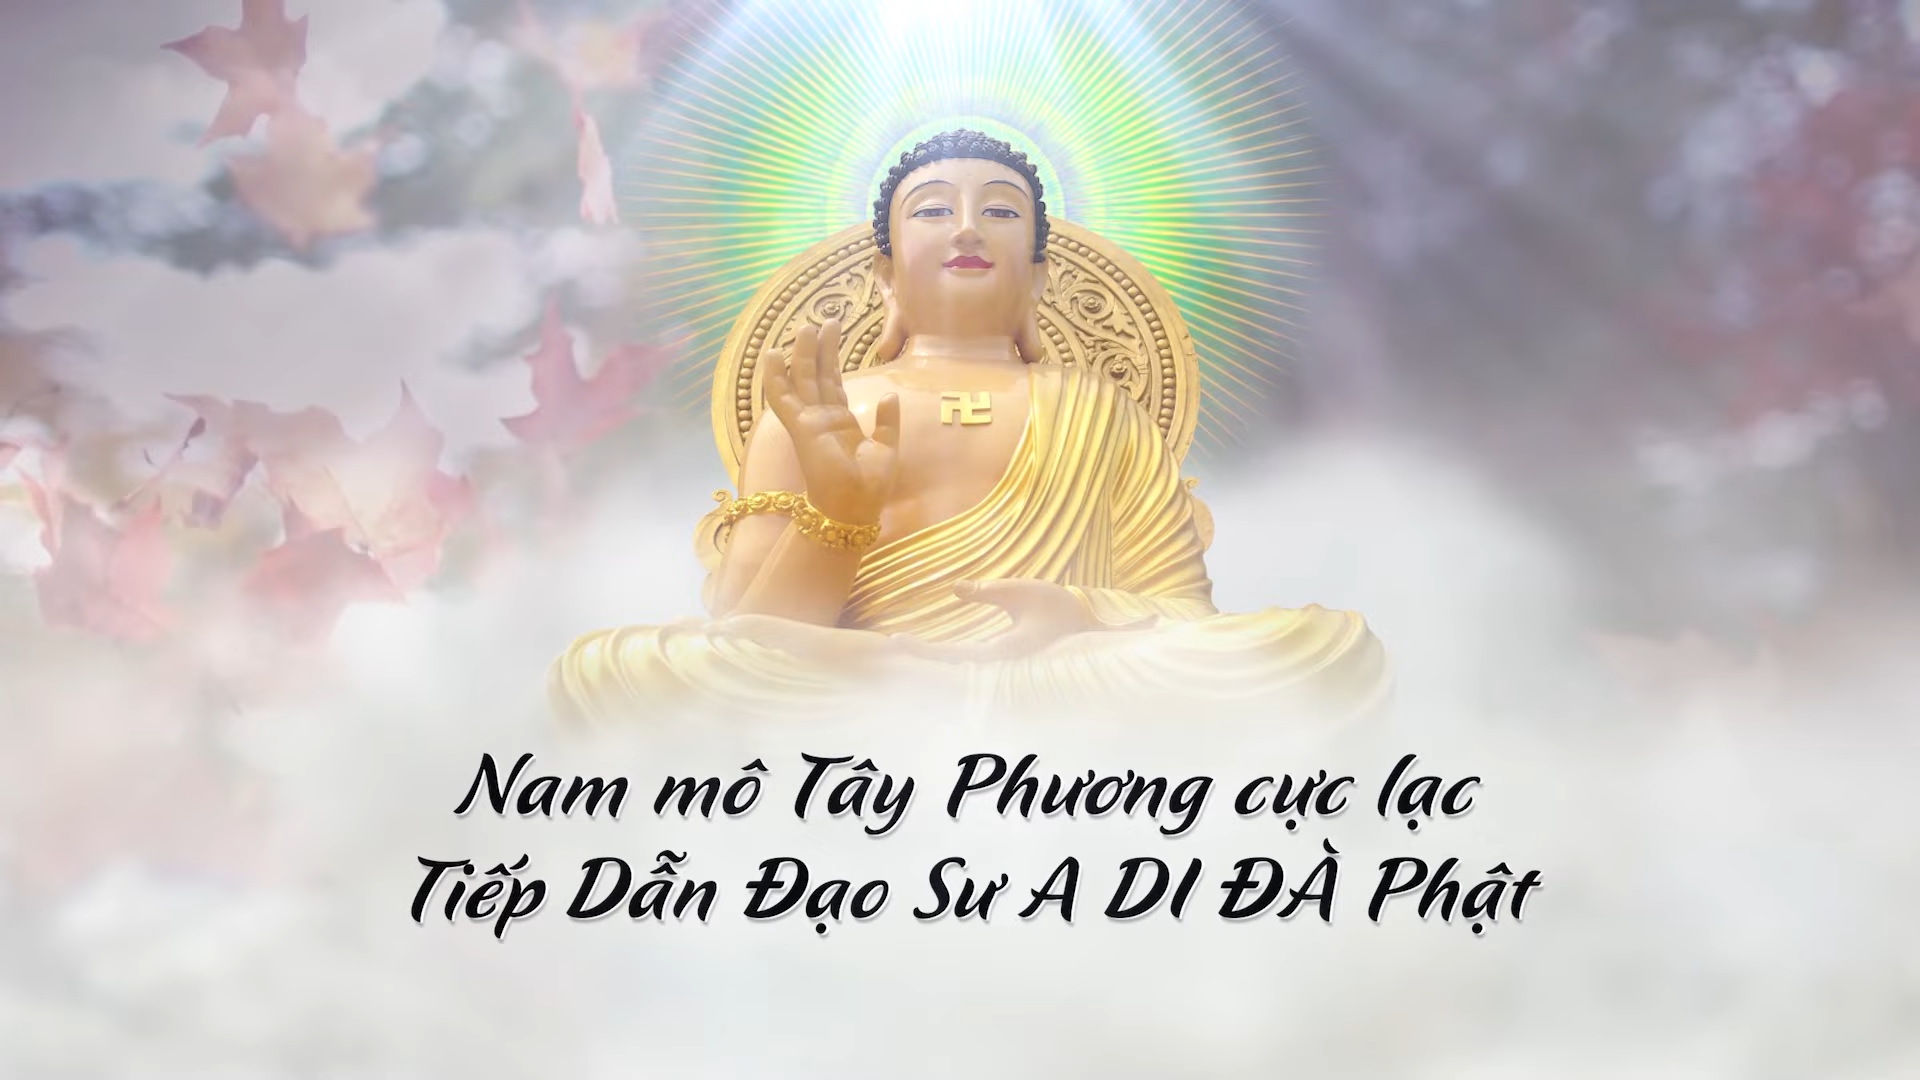 Nam mô Tây Phương cực lạc
Tiếp Dẫn Đạo Sư A DI ĐÀ Phật